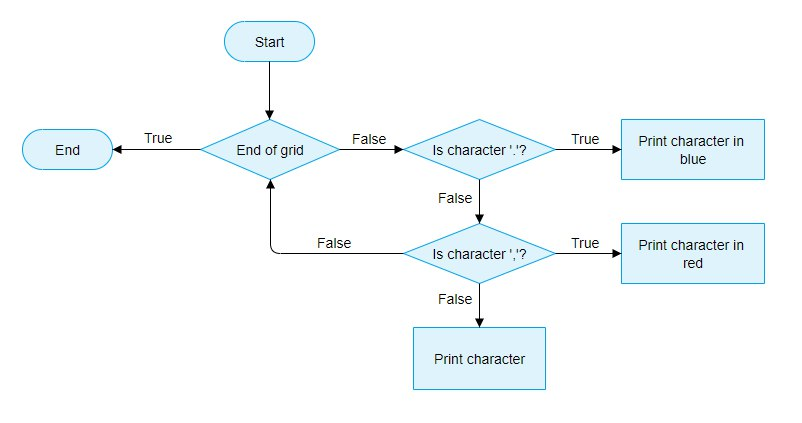 Start
True
False
True
End
End of grid
Is character '.'?
Print character in
blue
False
False
True
Is character ','?
Print character in
red
False
Print character